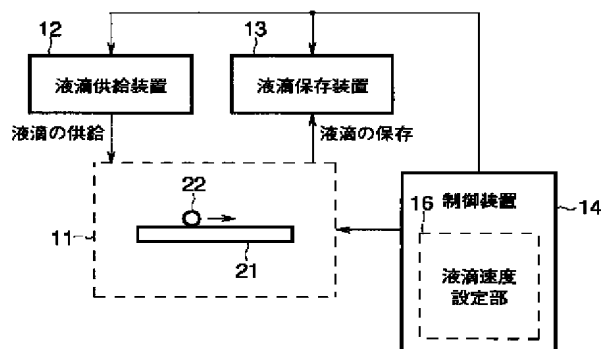 12
液滴供給装置
13
液滴保存装置
液滴の供給
液滴の保存
22
11
21
16
制御装置
14
液滴速度
設定部